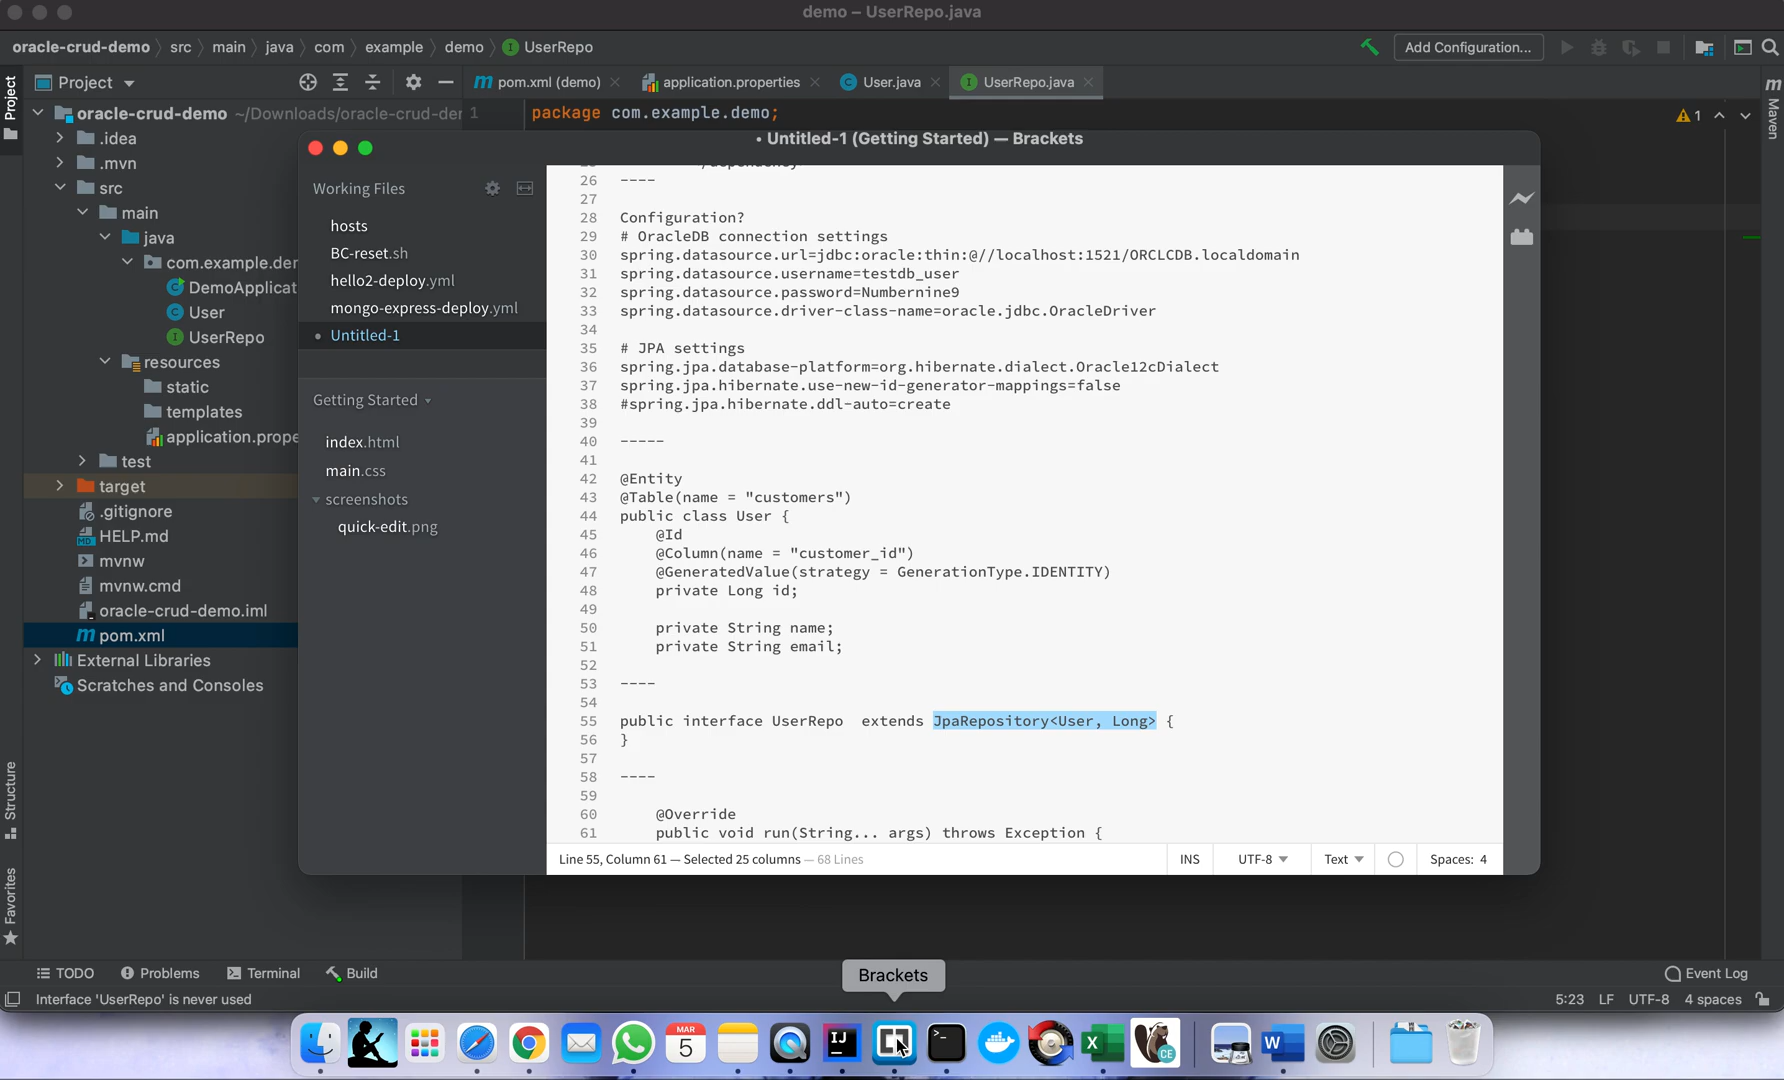 demo – UserRepo.java
oracle-crud-demo src main java com example demo I UserRepo Add Configuration...
Project pom.xml (demo) application.properties C User.java I UserRepo.java
Project
Maven
oracle-crud-demo ~/Downloads/oracle-crud-der
1 package com.example.demo;
1
.idea
.mvn
src
main
java
com.example.der
DemoApplicat
User
UserRepo
resources
static
templates
application.prope
test
target
.gitignore
HELP.md
mvnw
mvnw.cmd
oracle-crud-demo.iml
pom.xml
External Libraries
Scratches and Consoles
Structure
Favorites
• Untitled-1 (Getting Started) — Brackets
Working Files
hosts
BC-reset.sh
hello2-deploy.yml
mongo-express-deploy.yml
Untitled-1
Getting Started
index.html
main.css
screenshots
quick-edit.png
26 ----
27
28 Configuration?
29 # OracleDB connection settings
30 spring.datasource.url=jdbc:oracle:thin:@//localhost:1521/ORCLCDB.localdomain
31 spring.datasource.username=testdb_user
32 spring.datasource.password=Numbernine9
33 spring.datasource.driver-class-name=oracle.jdbc.OracleDriver
34
35 # JPA settings
36 spring.jpa.database-platform=org.hibernate.dialect.Oracle12cDialect
37 spring.jpa.hibernate.use-new-id-generator-mappings=false
38 #spring.jpa.hibernate.ddl-auto=create
39
40 -----
41
42 @Entity
43 @Table(name = "customers")
44 public class User {
45 @Id
46 @Column(name = "customer_id")
47 @GeneratedValue(strategy = GenerationType.IDENTITY)
48 private Long id;
49
50 private String name;
51 private String email;
52
53 ----
54
55 public interface UserRepo  extends JpaRepository<User, Long> {
56 }
57
58 ----
59
60 @Override
61 public void run(String... args) throws Exception {
Line 55, Column 61 — Selected 25 columns — 68 Lines INS UTF-8 Text Spaces: 4
TODO Problems Terminal Build Event Log
Brackets
Interface 'UserRepo' is never used 5:23 LF UTF-8 4 spaces
MAR
5
IJ
X
CE
W